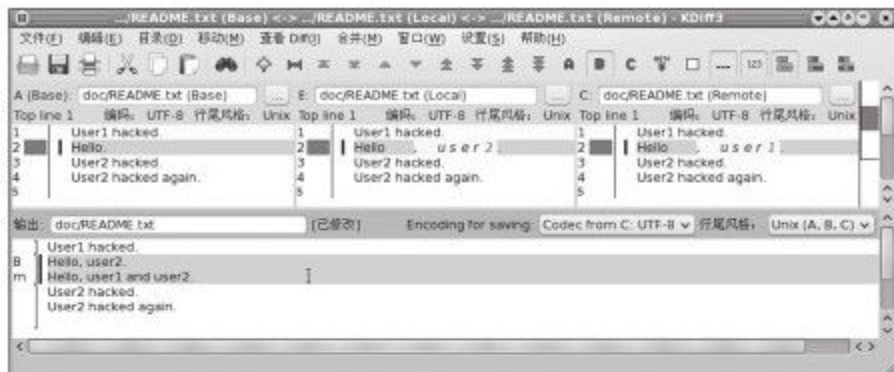 .../README.txt (Base) <-> .../README.txt (Local) <-> .../README.txt (Remote) - KDiff3
文件(F) 编辑(E) 目录(D) 移动(M) 查看 Diff(I) 合并(M) 窗口(W) 设置(S) 帮助(H)
A B C 123
A (Base): doc/README.txt (Base) ... doc/README.txt (Local) ... C: doc/README.txt (Remote) ...
Top line 1 编码: UTF-8 行尾风格: Unix Top line 1 编码: UTF-8 行尾风格: Unix Top line 1 编码: UTF-8 行尾风格: Unix
1 User1 hacked. 1 User1 hacked. 1 User1 hacked.
2 Hello. 2 Hello, user2. 2 Hello, user1.
3 User2 hacked. 3 User2 hacked. 3 User2 hacked.
4 User2 hacked again. 4 User2 hacked again. 4 User2 hacked again.
5 5 5
输出: doc/README.txt [已修改] Encoding for saving: Codec from C: UTF-8 行尾风格: Unix (A, B, C)
User1 hacked.
B Hello, user2.
m Hello, user1 and user2.
User2 hacked.
User2 hacked again.